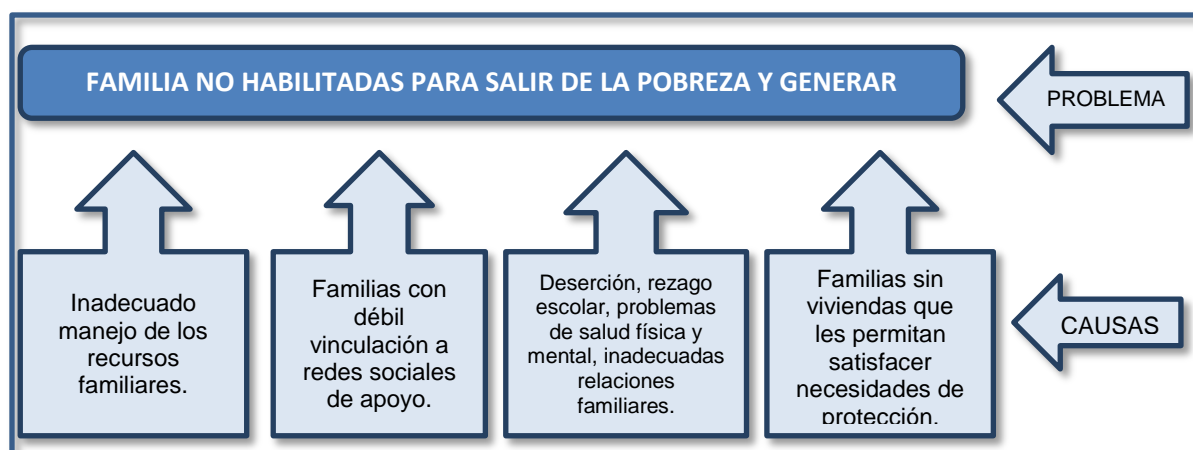 FAMILIA NO HABILITADAS PARA SALIR DE LA POBREZA Y GENERAR
PROBLEMA
Inadecuado
manejo de los
recursos
familiares.
Familias con
débil
vinculación a
redes sociales
de apoyo.
Deserción, rezago
escolar, problemas
de salud física y
mental, inadecuadas
relaciones
familiares.
Familias sin
viviendas que
les permitan
satisfacer
necesidades de
protección.
CAUSAS